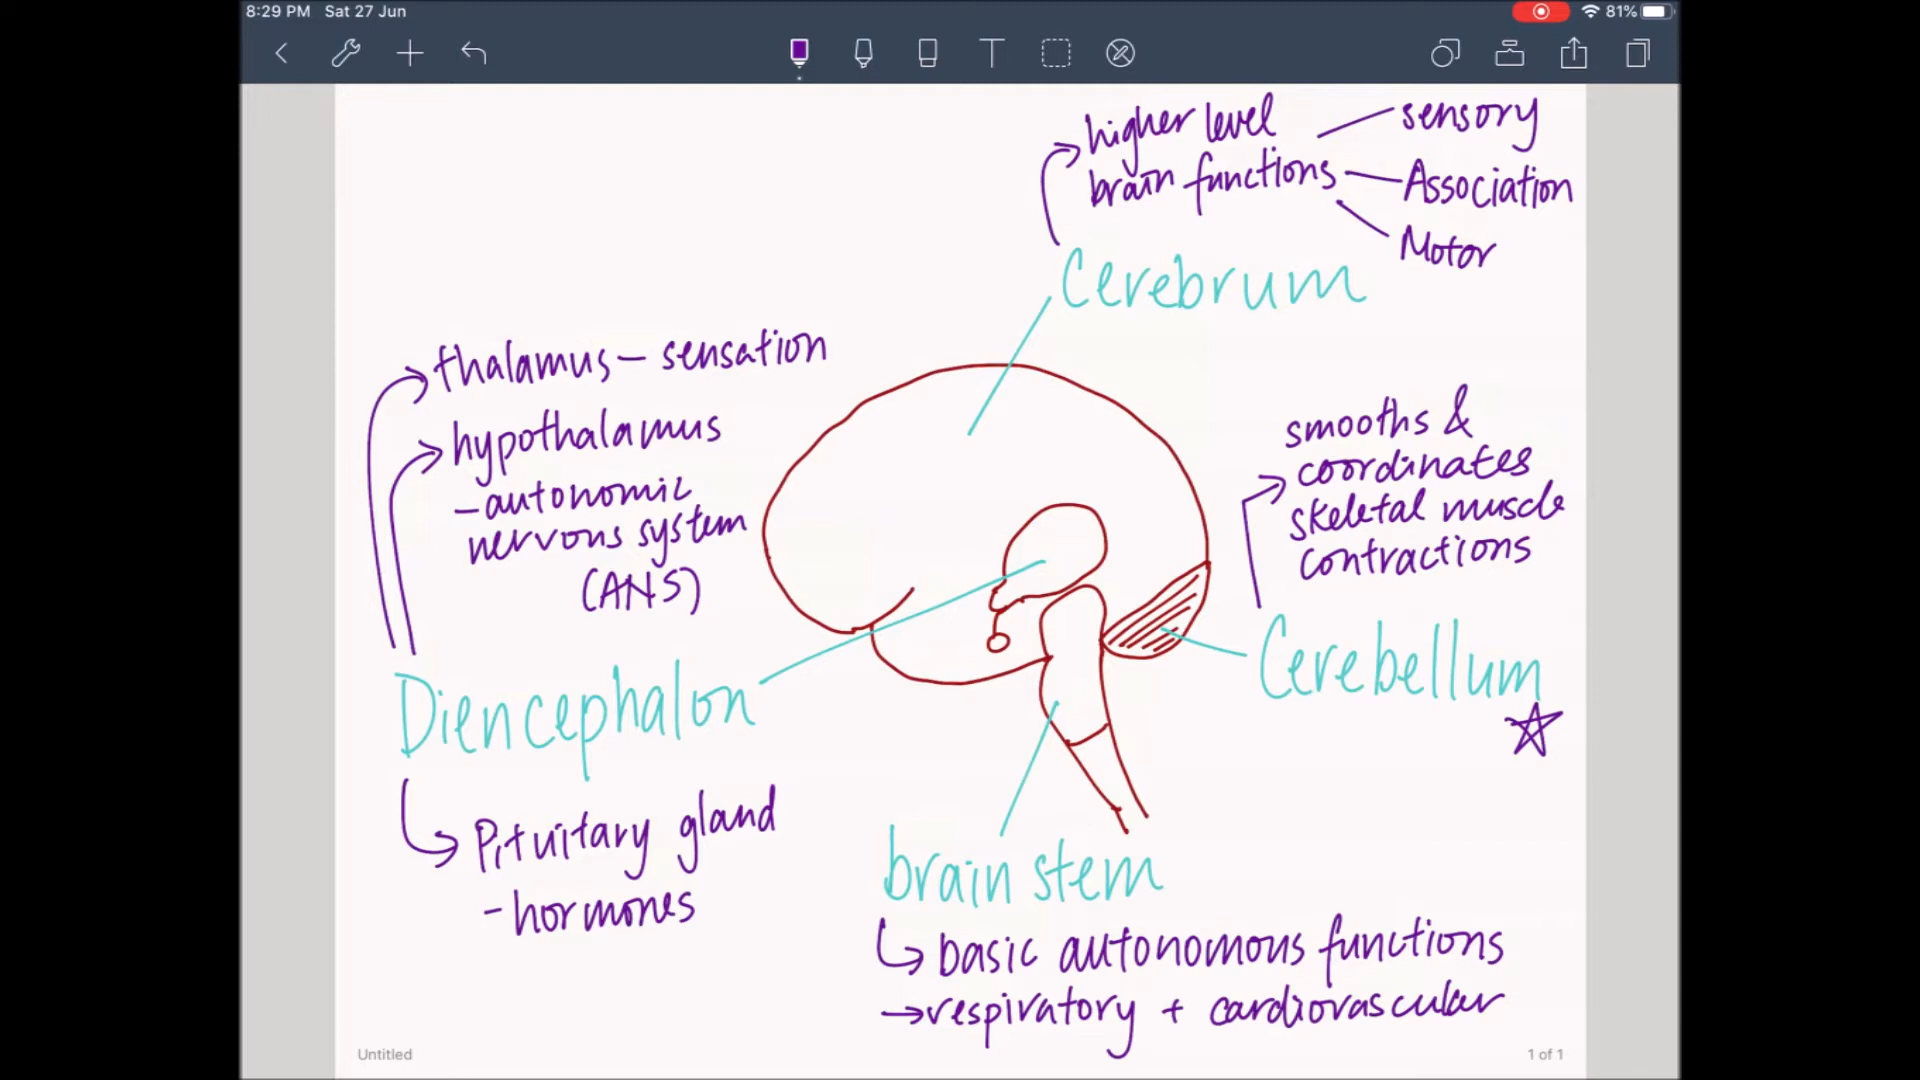 8:29 PM Sat 27 Jun
81%
T
higher level
brain functions
sensory
Association
Motor
Cerebrum
thalamus – sensation
hypothalamus
– autonomic
nervous system
(ANS)
smooths &
coordinates
skeletal muscle
contractions
Diencephalon
Cerebellum
Pituitary gland
- hormones
brain stem
basic autonomous functions
→ respiratory + cardiovascular
Untitled
1 of 1